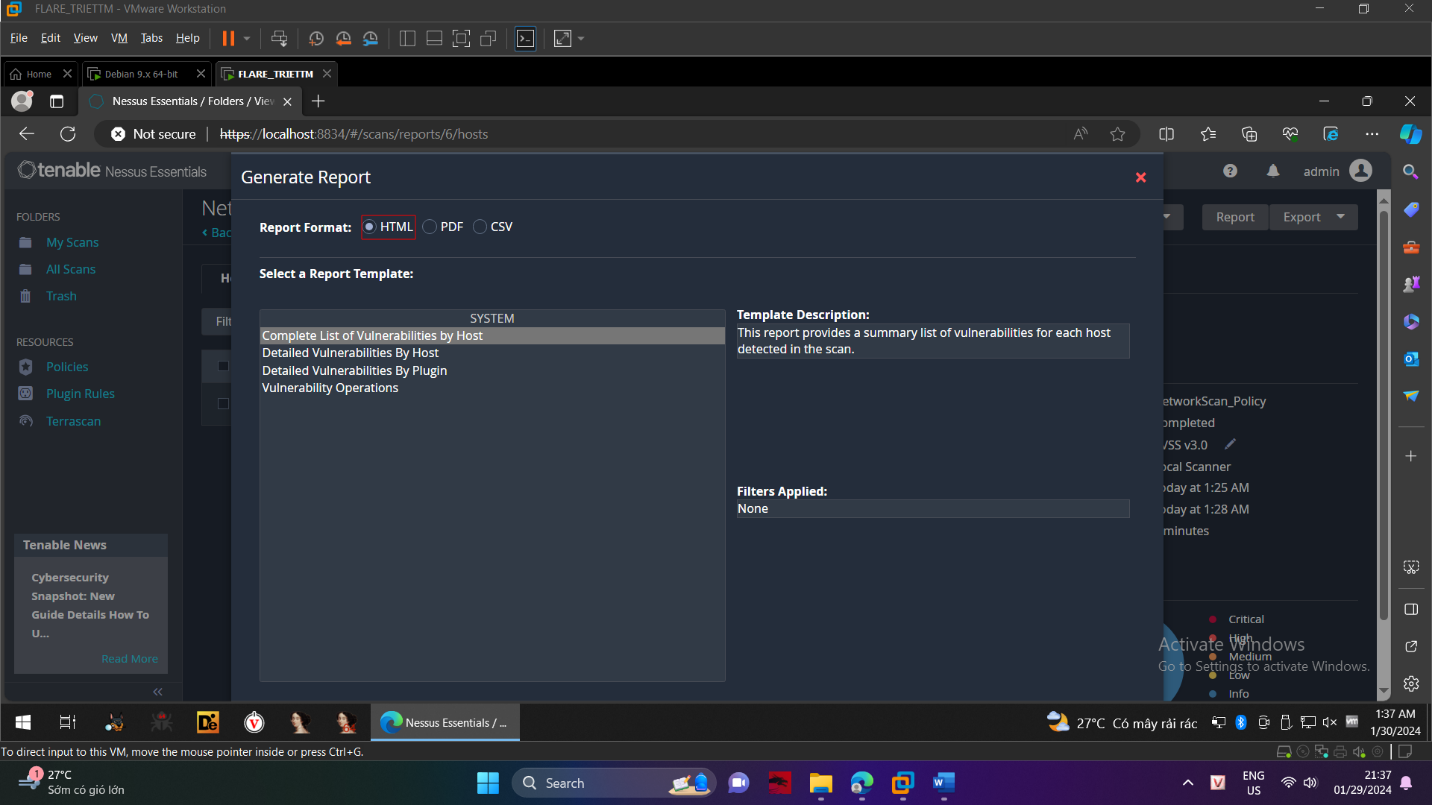 FLARE_TRIETTM - VMware Workstation
File Edit View VM Tabs Help
Home Debian 9.x 64-bit FLARE_TRIETTM
Nessus Essentials / Folders / View
Not secure https://localhost:8834/#/scans/reports/6/hosts
tenable Nessus Essentials
admin
FOLDERS
My Scans
All Scans
Trash
RESOURCES
Policies
Plugin Rules
Terrascan
Tenable News
Cybersecurity
Snapshot: New
Guide Details How To
U...
Read More
Net
< Bac
H
Filt
Generate Report
Report Format: HTML PDF CSV
Select a Report Template:
SYSTEM
Complete List of Vulnerabilities by Host
Detailed Vulnerabilities By Host
Detailed Vulnerabilities By Plugin
Vulnerability Operations
Template Description:
This report provides a summary list of vulnerabilities for each host
detected in the scan.
Filters Applied:
None
Report Export
etworkScan_Policy
ompleted
VSS v3.0
ocal Scanner
oday at 1:25 AM
oday at 1:28 AM
minutes
Critical
High
Medium
Low
Info
Activate Windows
Go to Settings to activate Windows.
Nessus Essentials / ...
27°C Có mây rải rác
1:37 AM
1/30/2024
To direct input to this VM, move the mouse pointer inside or press Ctrl+G.
1
27°C
Sớm có gió lớn
Search
ENG
US
21:37
01/29/2024